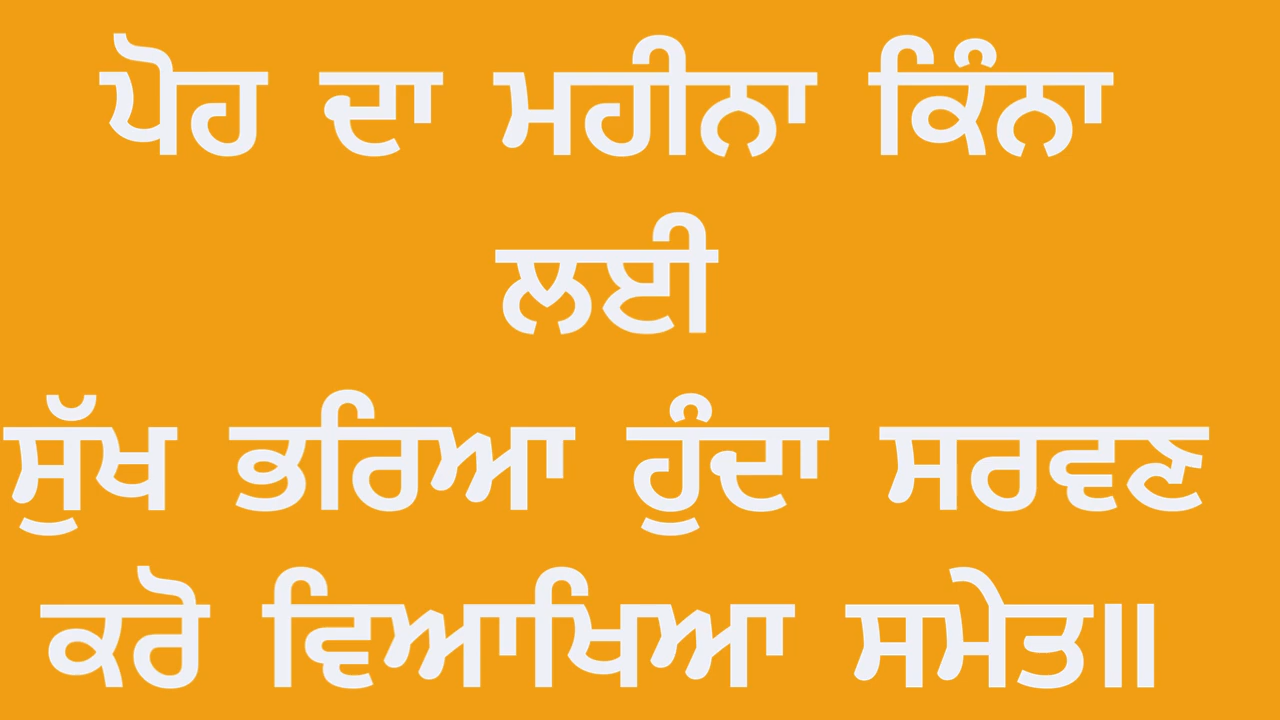 ਪੋਹ ਦਾ ਮਹੀਨਾ ਕਿੰਨਾ
ਲਈ
ਸੁੱਖ ਭਰਿਆ ਹੁੰਦਾ ਸਰਵਣ
ਕਰੋ ਵਿਆਖਿਆ ਸਮੇਤ॥